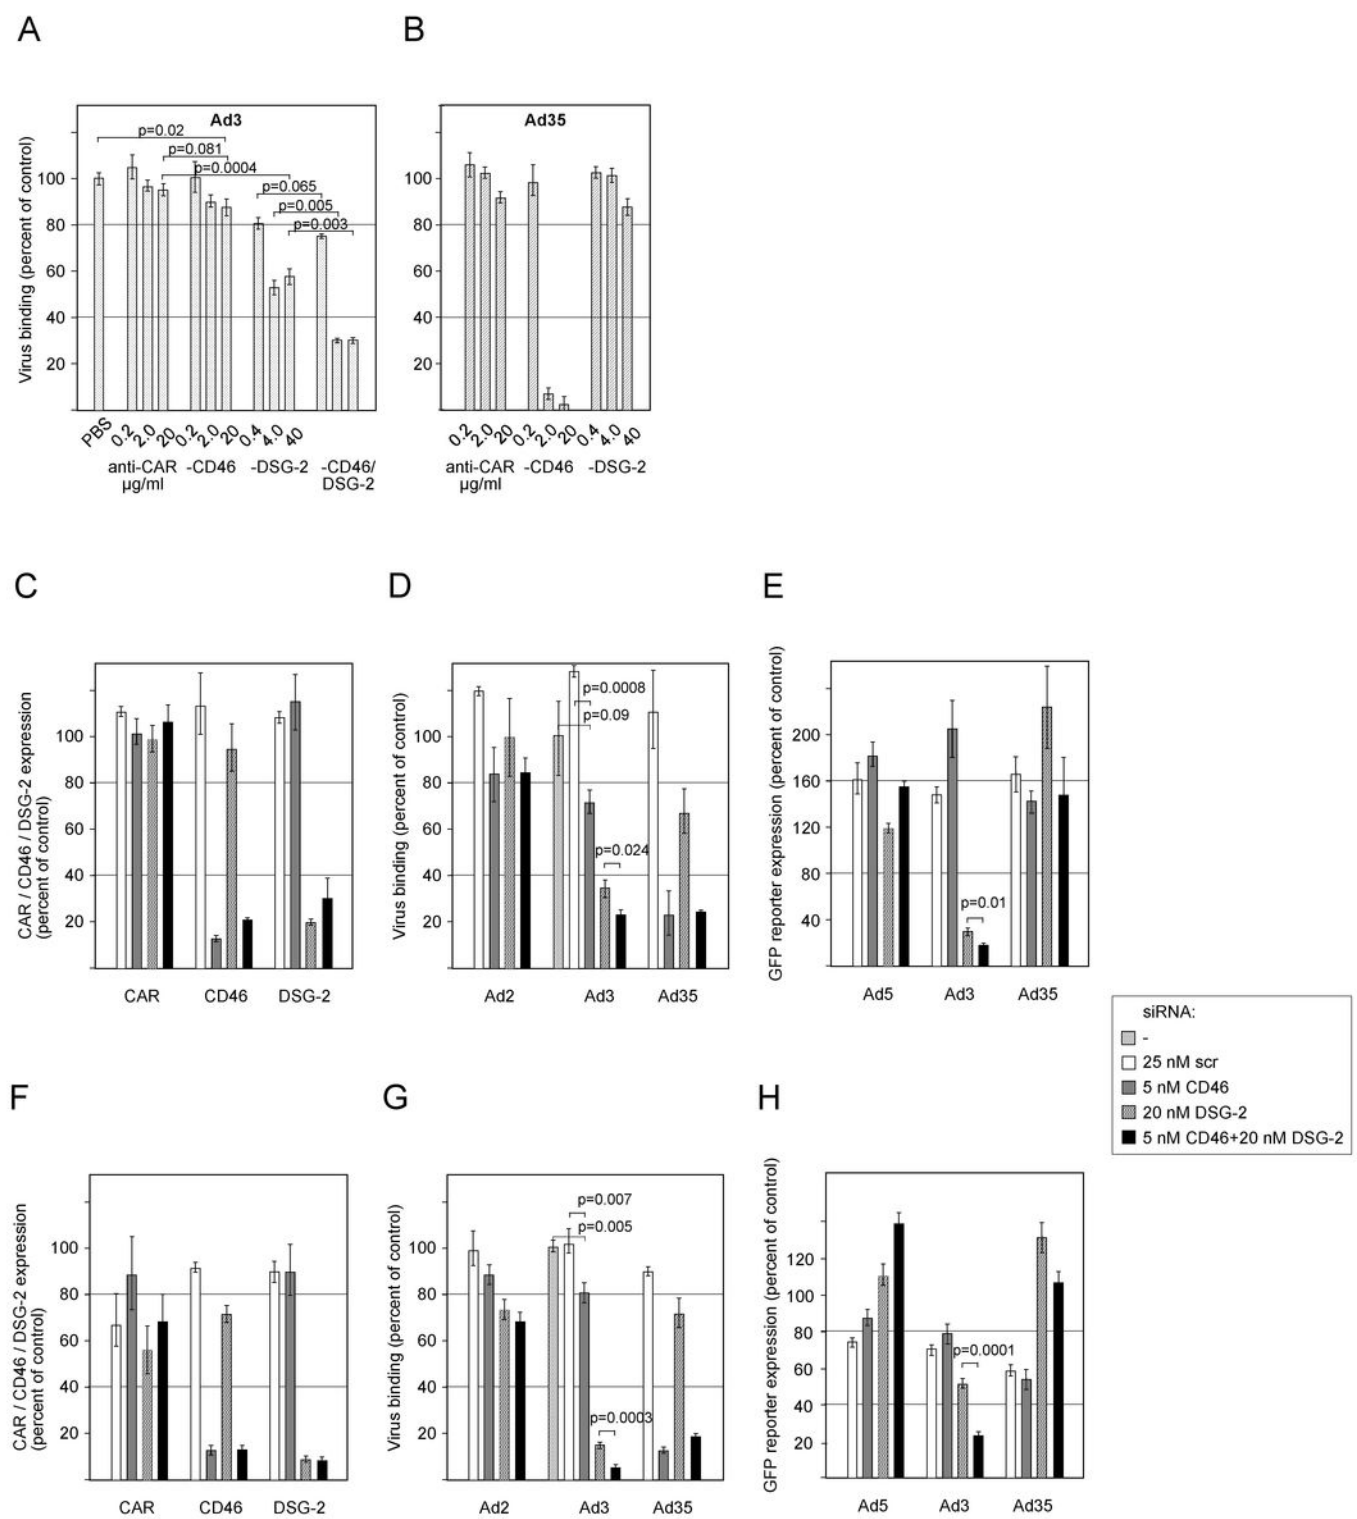 A
B
Ad3
p=0.02
p=0.081
p=0.0004
p=0.065
p=0.005
p=0.003
Virus binding (percent of control)
100
80
60
40
20
PBS 0.2 2.0 20 0.2 2.0 20 0.4 4.0 40
anti-CAR -CD46 -DSG-2 -CD46/
µg/ml DSG-2
Ad35
100
80
60
40
20
0.2 2.0 20 0.2 2.0 20 0.4 4.0 40
anti-CAR -CD46 -DSG-2
µg/ml
C
D
E
CAR / CD46 / DSG-2 expression
(percent of control)
100
80
60
40
20
CAR CD46 DSG-2
Virus binding (percent of control)
100
80
60
40
20
p=0.0008
p=0.09
p=0.024
Ad2 Ad3 Ad35
GFP reporter expression (percent of control)
200
160
120
80
40
p=0.01
Ad5 Ad3 Ad35
siRNA:
-
25 nM scr
5 nM CD46
20 nM DSG-2
5 nM CD46+20 nM DSG-2
F
G
H
CAR / CD46 / DSG-2 expression
(percent of control)
100
80
60
40
20
CAR CD46 DSG-2
Virus binding (percent of control)
100
80
60
40
20
p=0.007
p=0.005
p=0.0003
Ad2 Ad3 Ad35
GFP reporter expression (percent of control)
120
100
80
60
40
20
p=0.0001
Ad5 Ad3 Ad35